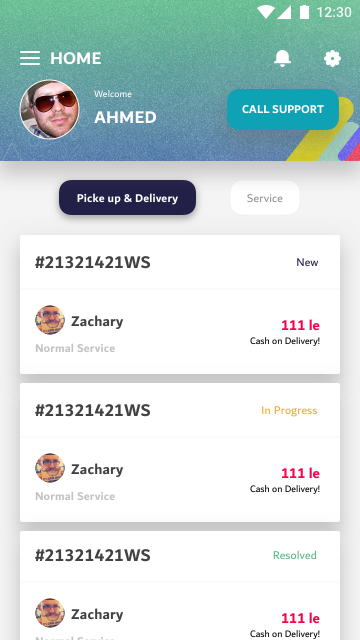 12:30
HOME
Welcome
AHMED
CALL SUPPORT
Picke up & Delivery
Service
#21321421WS
New
Zachary
111 le
Normal Service
Cash on Delivery!
#21321421WS
In Progress
Zachary
111 le
Normal Service
Cash on Delivery!
#21321421WS
Resolved
Zachary
111 le
Cash on Delivery!
Normal Service